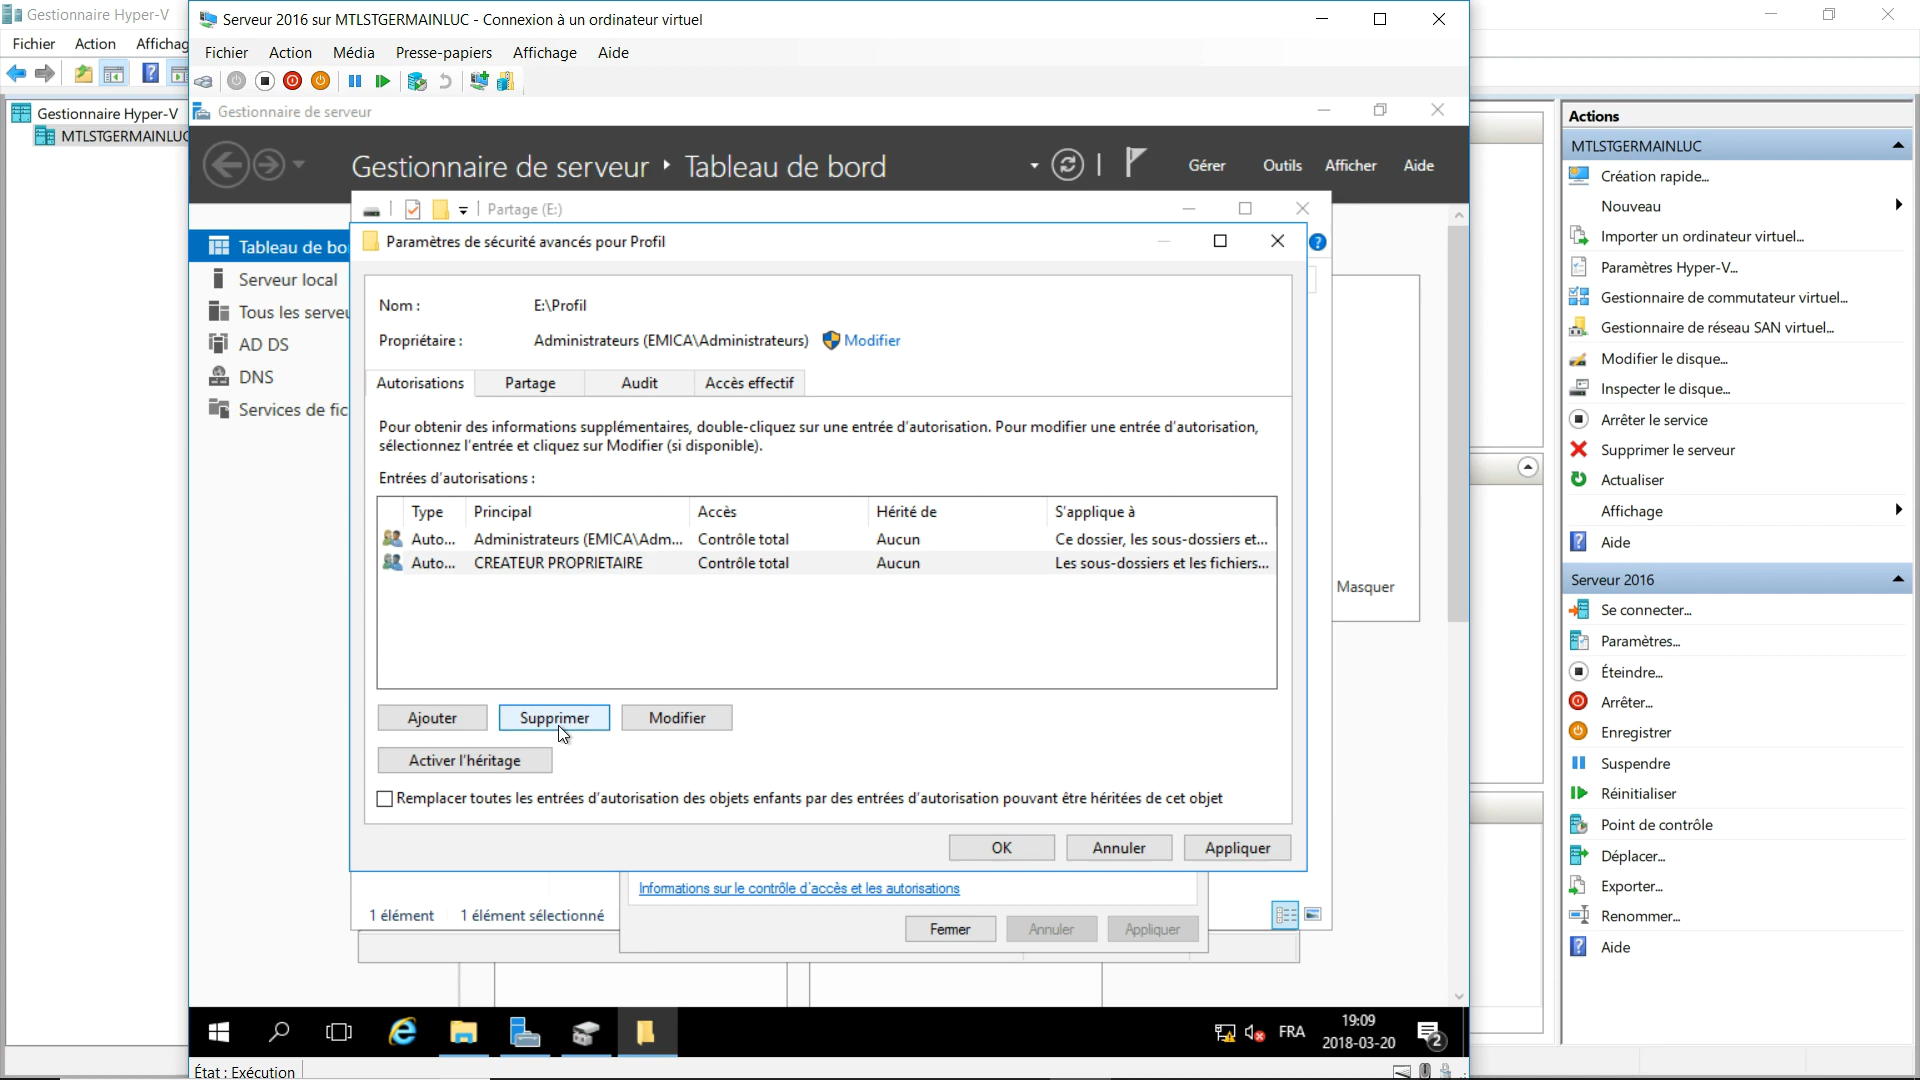 Gestionnaire Hyper-V
Fichier Action Affichag
Gestionnaire Hyper-V
MTLSTGERMAINLUC
Serveur 2016 sur MTLSTGERMAINLUC - Connexion à un ordinateur virtuel
Fichier Action Média Presse-papiers Affichage Aide
Gestionnaire de serveur
Gestionnaire de serveur Tableau de bord
Gérer Outils Afficher Aide
Tableau de bo
Serveur local
Tous les serveu
AD DS
DNS
Services de fic
Partage (E:)
Paramètres de sécurité avancés pour Profil
Nom : E:\Profil
Propriétaire : Administrateurs (EMICA\Administrateurs) Modifier
Autorisations Partage Audit Accès effectif
Pour obtenir des informations supplémentaires, double-cliquez sur une entrée d'autorisation. Pour modifier une entrée d'autorisation,
sélectionnez l'entrée et cliquez sur Modifier (si disponible).
Entrées d'autorisations :
Type Principal Accès Hérité de S'applique à
Auto... Administrateurs (EMICA\Adm... Contrôle total Aucun Ce dossier, les sous-dossiers et...
Auto... CREATEUR PROPRIETAIRE Contrôle total Aucun Les sous-dossiers et les fichiers...
Ajouter Supprimer Modifier
Activer l'héritage
Remplacer toutes les entrées d'autorisation des objets enfants par des entrées d'autorisation pouvant être héritées de cet objet
OK Annuler Appliquer
Masquer
Informations sur le contrôle d'accès et les autorisations
1 élément 1 élément sélectionné
Fermer Annuler Appliquer
FRA
19:09
2018-03-20
2
État : Exécution
Actions
MTLSTGERMAINLUC
Création rapide...
Nouveau
Importer un ordinateur virtuel...
Paramètres Hyper-V...
Gestionnaire de commutateur virtuel...
Gestionnaire de réseau SAN virtuel...
Modifier le disque...
Inspecter le disque...
Arrêter le service
Supprimer le serveur
Actualiser
Affichage
Aide
Serveur 2016
Se connecter...
Paramètres...
Éteindre...
Arrêter...
Enregistrer
Suspendre
Réinitialiser
Point de contrôle
Déplacer...
Exporter...
Renommer...
Aide